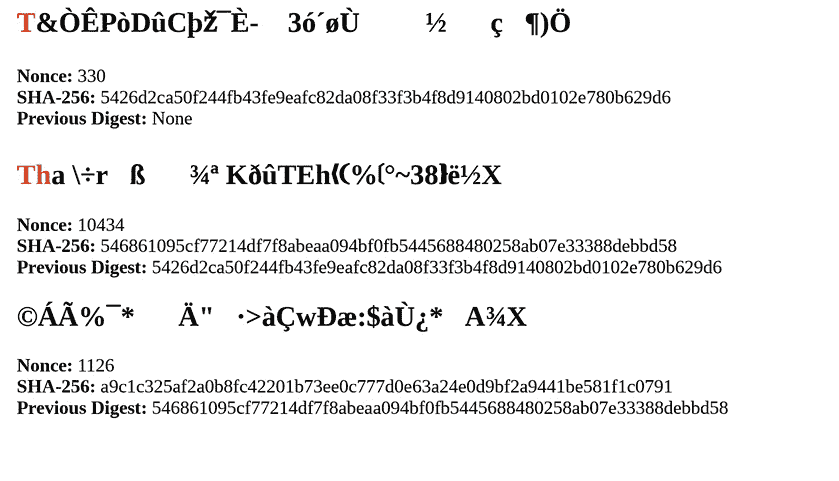 T&ÒÊPòDûCþž¯È- 3ó´øÙ ½ ç ¶)Ö
Nonce: 330
SHA-256: 5426d2ca50f244fb43fe9eafc82da08f33f3b4f8d9140802bd0102e780b629d6
Previous Digest: None
Tha \÷r ß ¾ª KðûTEh⟪(%⟮°~38⦄ë½X
Nonce: 10434
SHA-256: 546861095cf77214df7f8abeaa094bf0fb5445688480258ab07e33388debbd58
Previous Digest: 5426d2ca50f244fb43fe9eafc82da08f33f3b4f8d9140802bd0102e780b629d6
©ÁÃ%¯* Ä" ·>àÇwÐæ:$àÙ¿* A¾X
Nonce: 1126
SHA-256: a9c1c325af2a0b8fc42201b73ee0c777d0e63a24e0d9bf2a9441be581f1c0791
Previous Digest: 546861095cf77214df7f8abeaa094bf0fb5445688480258ab07e33388debbd58